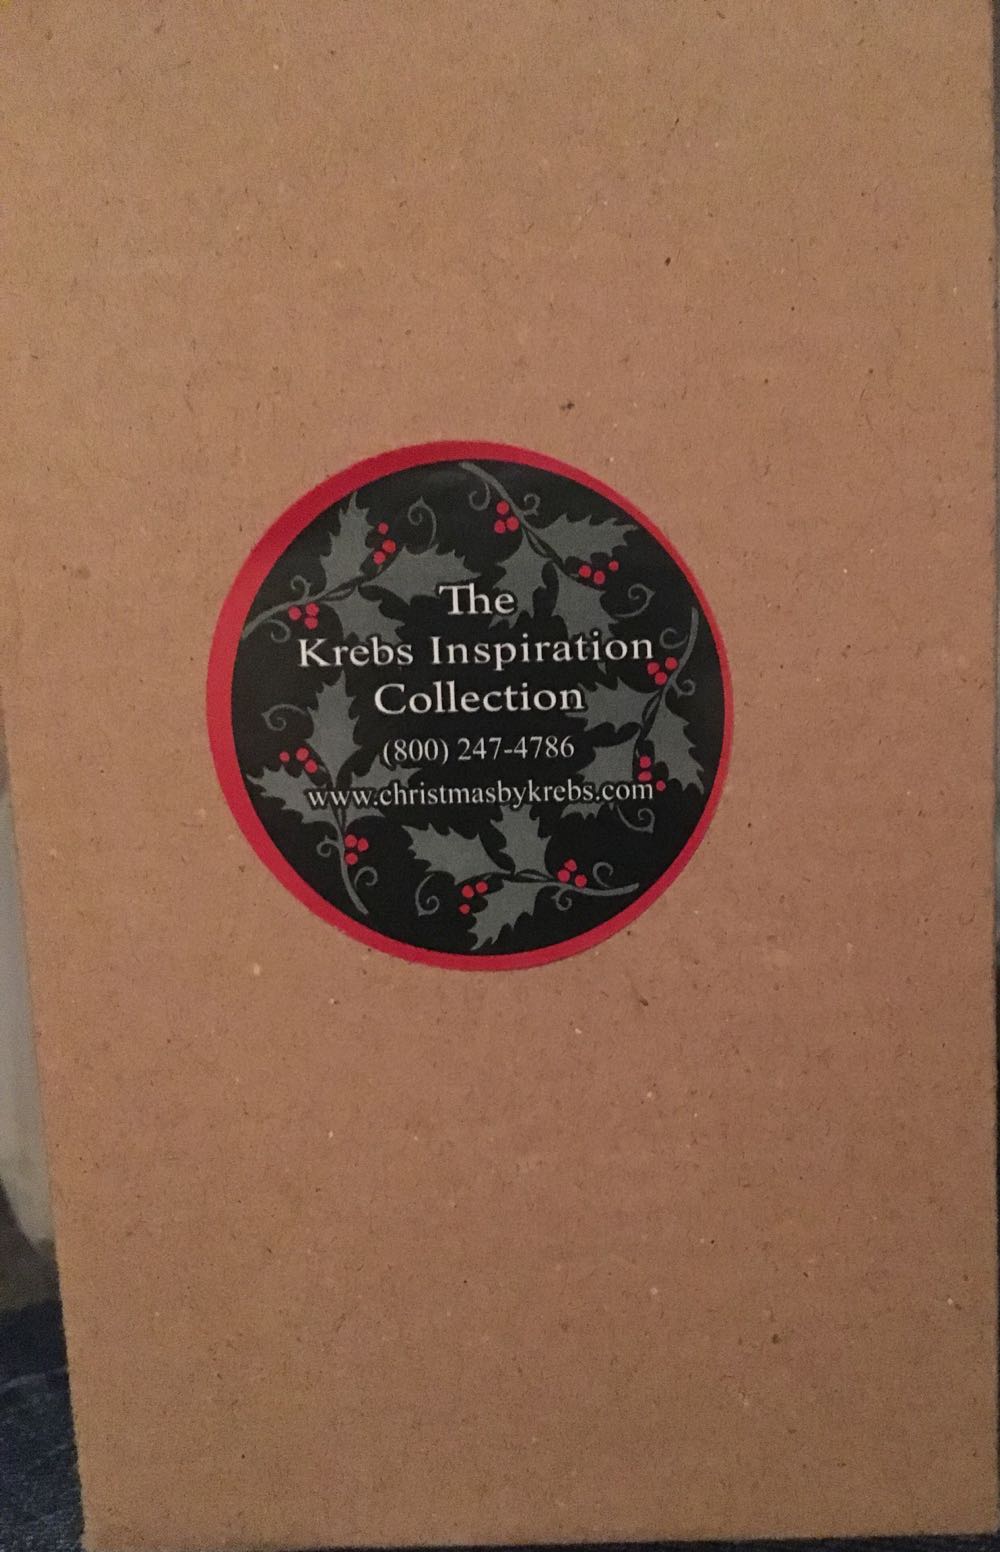 The
Krebs Inspiration
Collection
(800) 247-4786
www.christmasbykrebs.com